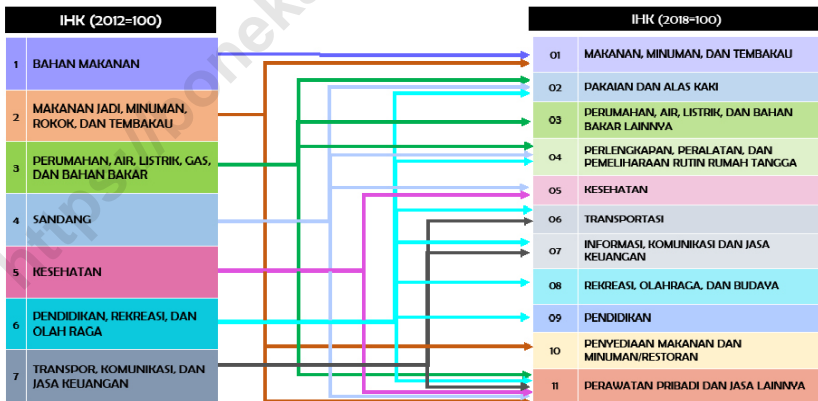 IHK (2012=100)
1 BAHAN MAKANAN
2 MAKANAN JADI, MINUMAN,
ROKOK, DAN TEMBAKAU
3 PERUMAHAN, AIR, LISTRIK, GAS,
DAN BAHAN BAKAR
4 SANDANG
5 KESEHATAN
6 PENDIDIKAN, REKREASI, DAN
OLAH RAGA
7 TRANSPOR, KOMUNIKASI, DAN
JASA KEUANGAN
IHK (2018=100)
01 MAKANAN, MINUMAN, DAN TEMBAKAU
02 PAKAIAN DAN ALAS KAKI
03 PERUMAHAN, AIR, LISTRIK, DAN BAHAN
BAKAR LAINNYA
04 PERLENGKAPAN, PERALATAN, DAN
PEMELIHARAAN RUTIN RUMAH TANGGA
05 KESEHATAN
06 TRANSPORTASI
07 INFORMASI, KOMUNIKASI DAN JASA
KEUANGAN
08 REKREASI, OLAHRAGA, DAN BUDAYA
09 PENDIDIKAN
10 PENYEDIAAN MAKANAN DAN
MINUMAN/RESTORAN
11 PERAWATAN PRIBADI DAN JASA LAINNYA